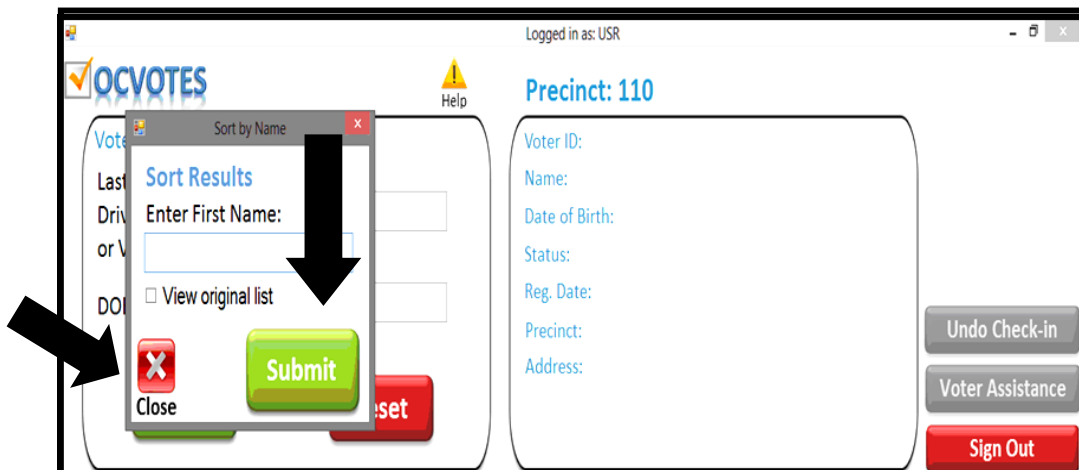 Logged in as: USR
OCVOTES
Help
Precinct: 110
Sort by Name
Sort Results
Enter First Name:
View original list
Submit
Close
Last
or
Voter ID:
Name:
Date of Birth:
Status:
Reg. Date:
Precinct:
Address:
Undo Check-in
Voter Assistance
Sign Out